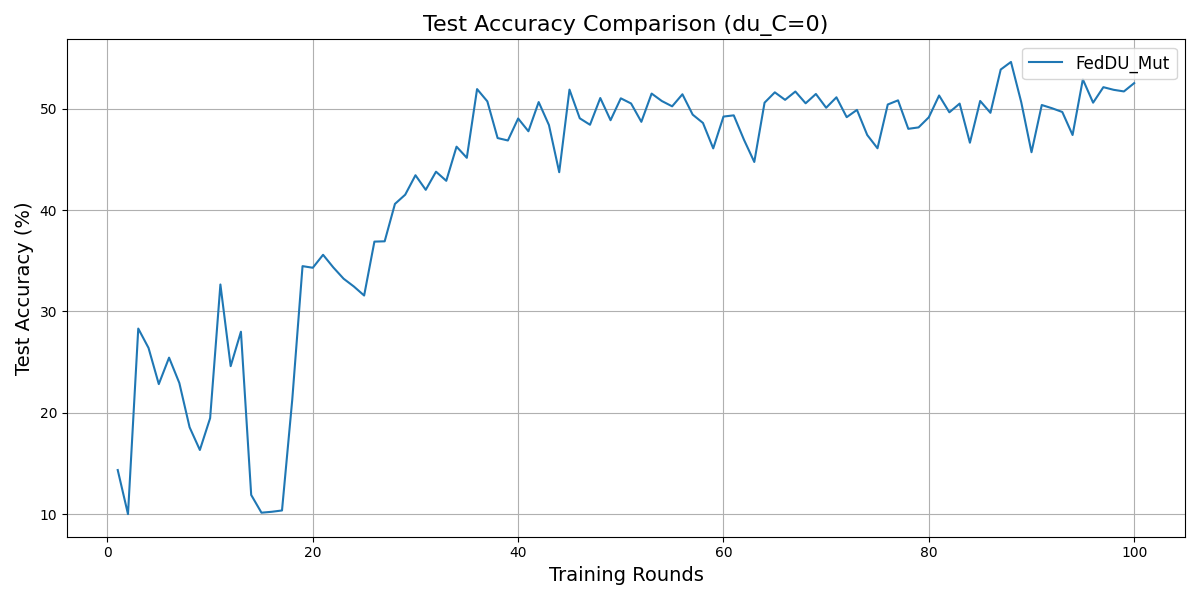 Test Accuracy Comparison (du_C=0)
FedDU_Mut
Test Accuracy (%)
50
40
30
20
10
0 20 40 60 80 100
Training Rounds